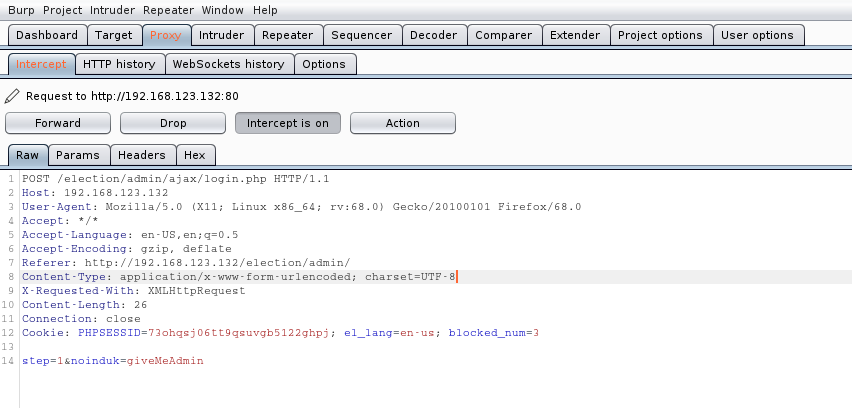 Burp Project Intruder Repeater Window Help
Dashboard Target Proxy Intruder Repeater Sequencer Decoder Comparer Extender Project options User options
Intercept HTTP history WebSockets history Options
Request to http://192.168.123.132:80
Forward Drop Intercept is on Action
Raw Params Headers Hex
1 POST /election/admin/ajax/login.php HTTP/1.1
2 Host: 192.168.123.132
3 User-Agent: Mozilla/5.0 (X11; Linux x86_64; rv:68.0) Gecko/20100101 Firefox/68.0
4 Accept: */*
5 Accept-Language: en-US,en;q=0.5
6 Accept-Encoding: gzip, deflate
7 Referer: http://192.168.123.132/election/admin/
8 Content-Type: application/x-www-form-urlencoded; charset=UTF-8
9 X-Requested-With: XMLHttpRequest
10 Content-Length: 26
11 Connection: close
12 Cookie: PHPSESSID=73ohqsj06tt9qsuvgb5122ghpj; el_lang=en-us; blocked_num=3
13
14 step=1&noinduk=giveMeAdmin